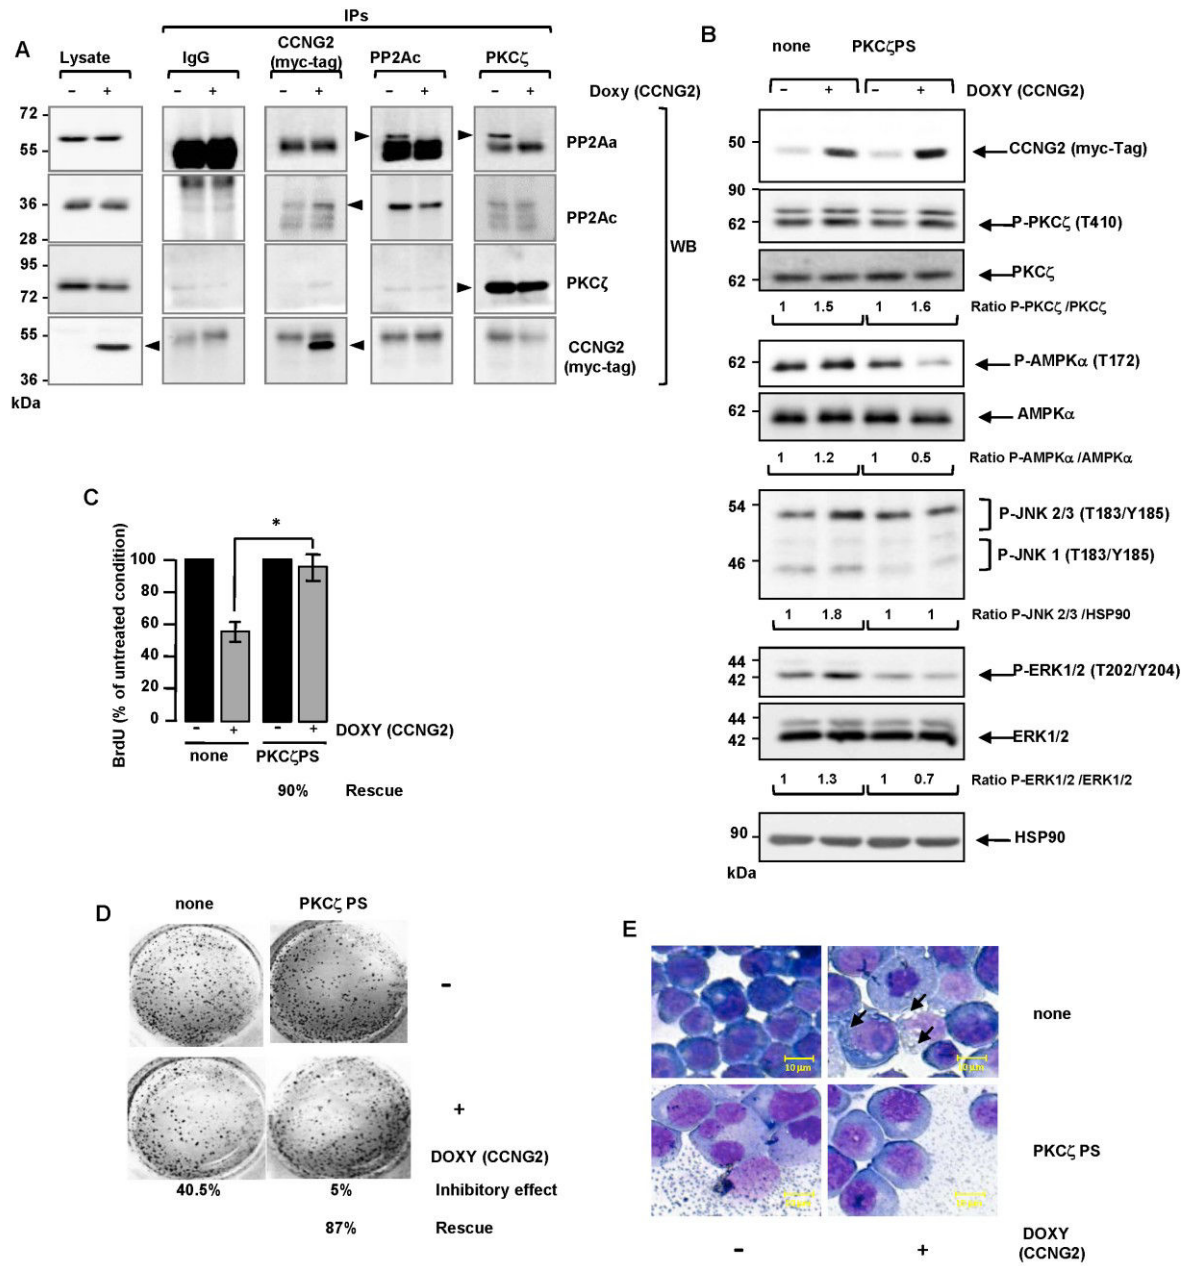 A
IPs
Lysate
IgG
CCNG2
(myc-tag)
PP2Ac
PKCζ
– + – + – + – + – + Doxy (CCNG2)
72
55
PP2Aa
36
28
PP2Ac
95
72
PKCζ
55
36
CCNG2
(myc-tag)
kDa
WB
B
none PKCζPS
– + – + DOXY (CCNG2)
50
CCNG2 (myc-Tag)
90
62
P-PKCζ (T410)
62
PKCζ
1 1.5 1 1.6 Ratio P-PKCζ /PKCζ
62
P-AMPKα (T172)
62
AMPKα
1 1.2 1 0.5 Ratio P-AMPKα /AMPKα
54
P-JNK 2/3 (T183/Y185)
46
P-JNK 1 (T183/Y185)
1 1.8 1 1 Ratio P-JNK 2/3 /HSP90
44
42
P-ERK1/2 (T202/Y204)
44
42
ERK1/2
1 1.3 1 0.7 Ratio P-ERK1/2 /ERK1/2
90
HSP90
kDa
C
BrdU (% of untreated condition)
100
80
60
40
20
0
*
- + - + DOXY (CCNG2)
none PKCζPS
90% Rescue
D
none PKCζ PS
-
+
DOXY (CCNG2)
40.5% 5% Inhibitory effect
87% Rescue
E
none
10 µm
10 µm
PKCζ PS
10 µm
10 µm
- + DOXY
(CCNG2)